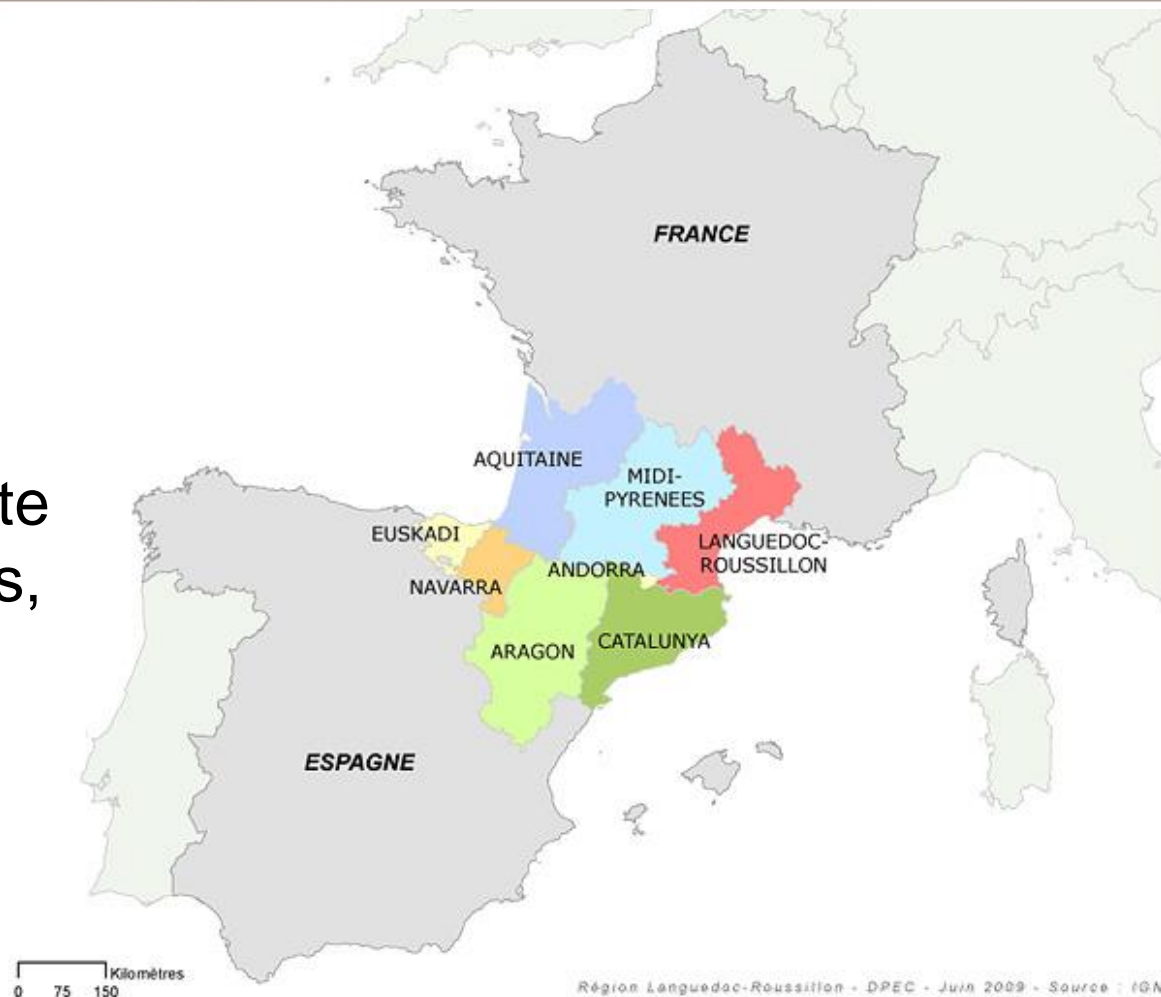 FRANCE
AQUITAINE
MIDI-
PYRENEES
te
s,
EUSKADI
LANGUEDOC-
ROUSSILLON
ANDORRA
NAVARRA
ARAGON
CATALUNYA
ESPAGNE
Kilomètres
0 75 150
Région Languedoc-Roussillon - DPEC - Juin 2009 - Source : IGN